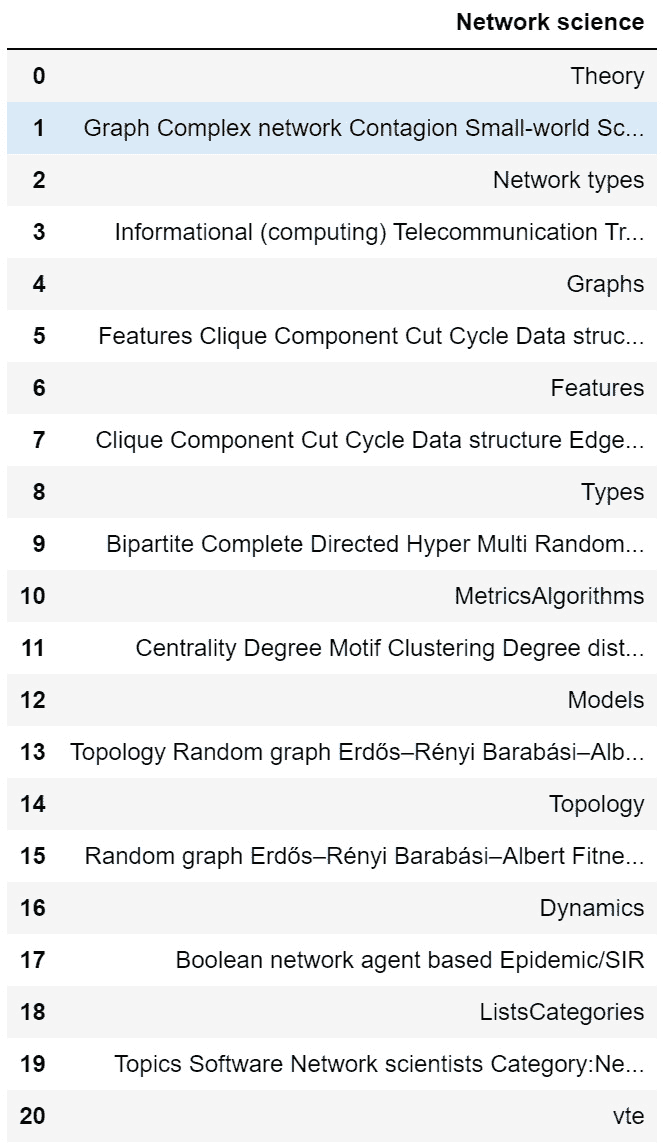 Network science
0 Theory
1 Graph Complex network Contagion Small-world Sc...
2 Network types
3 Informational (computing) Telecommunication Tr...
4 Graphs
5 Features Clique Component Cut Cycle Data struc...
6 Features
7 Clique Component Cut Cycle Data structure Edge...
8 Types
9 Bipartite Complete Directed Hyper Multi Random...
10 MetricsAlgorithms
11 Centrality Degree Motif Clustering Degree dist...
12 Models
13 Topology Random graph Erdős–Rényi Barabási–Alb...
14 Topology
15 Random graph Erdős–Rényi Barabási–Albert Fitne...
16 Dynamics
17 Boolean network agent based Epidemic/SIR
18 ListsCategories
19 Topics Software Network scientists Category:Ne...
20 vte